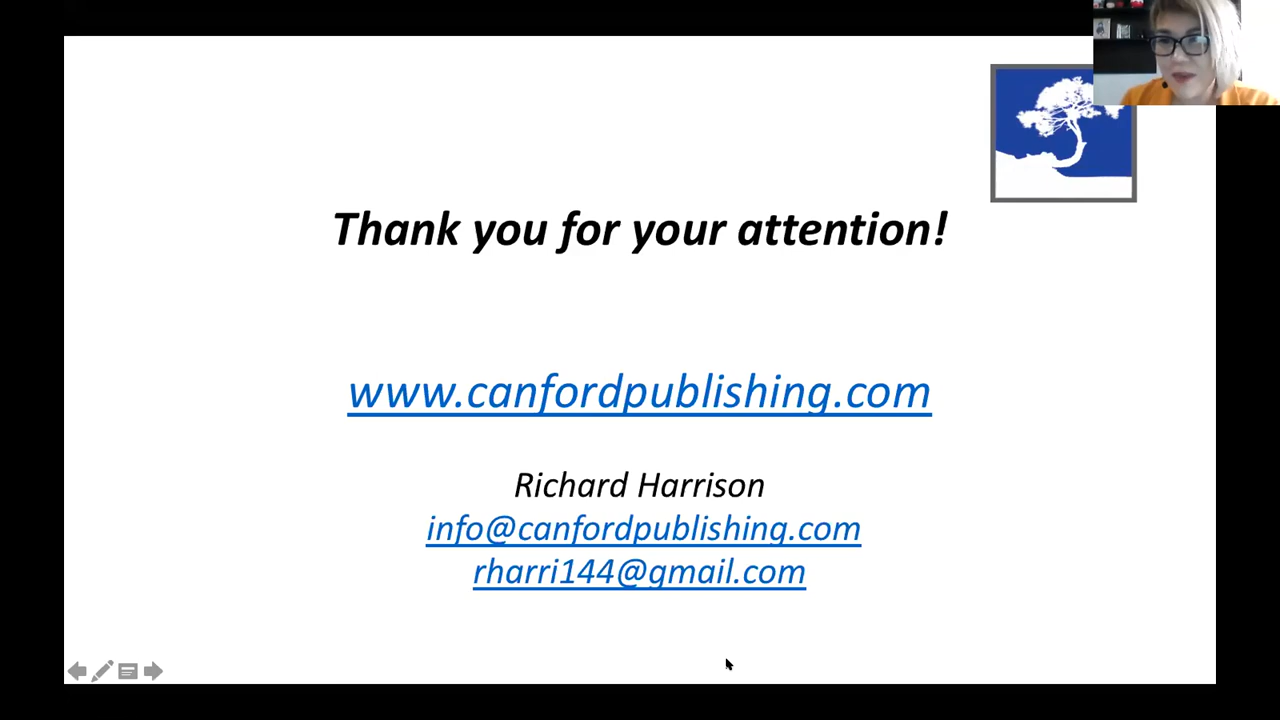 Thank you for your attention!
www.canfordpublishing.com
Richard Harrison
info@canfordpublishing.com
rharri144@gmail.com